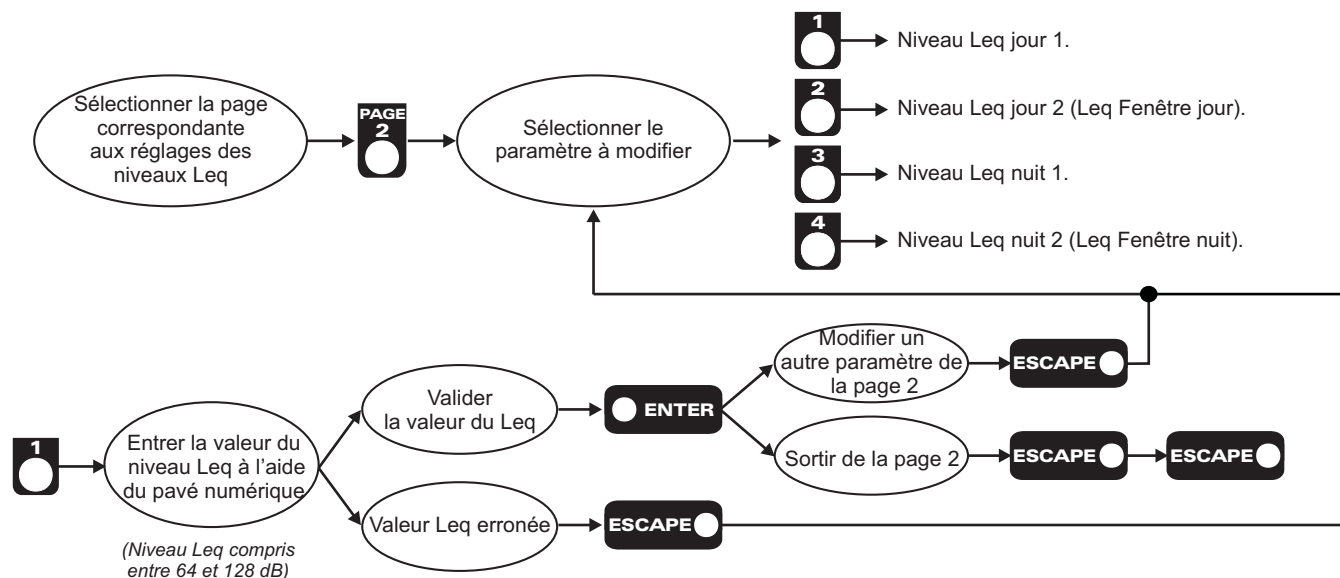 Sélectionner la page
correspondante
aux réglages des
niveaux Leq
PAGE
2
Sélectionner le
paramètre à modifier
1
Niveau Leq jour 1.
2
Niveau Leq jour 2 (Leq Fenêtre jour).
3
Niveau Leq nuit 1.
4
Niveau Leq nuit 2 (Leq Fenêtre nuit).
1
Entrer la valeur du
niveau Leq à l’aide
du pavé numérique
(Niveau Leq compris
entre 64 et 128 dB)
Valider
la valeur du Leq
ENTER
Modifier un
autre paramètre de
la page 2
ESCAPE
Sortir de la page 2
ESCAPE
ESCAPE
Valeur Leq erronée
ESCAPE